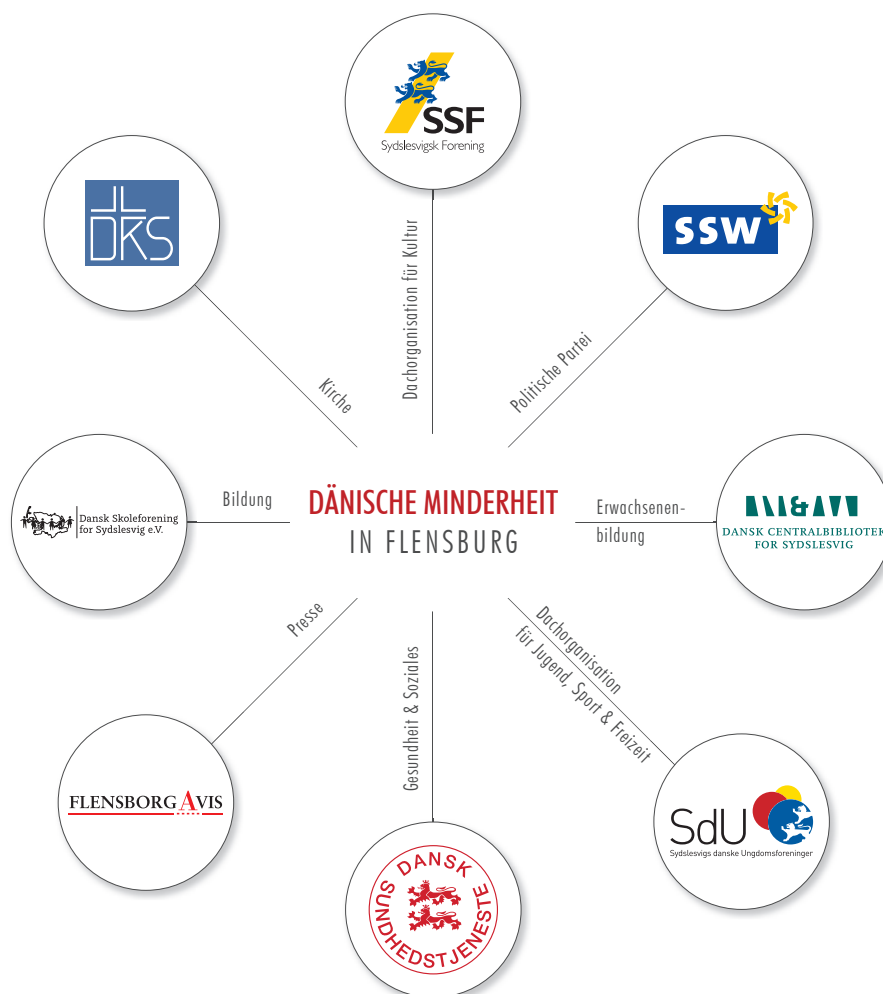 SSF
Sydslesvigsk Forening
DKS
SSW
Dachorganisation für Kultur
Politische Partei
Kirche
Bildung
DÄNISCHE MINDERHEIT
IN FLENSBURG
Erwachsenen-
bildung
Dansk Skoleforening
for Sydslesvig e.V.
DANSK CENTRALBIBLIOTEK
FOR SYDSLESVIG
Presse
Gesundheit & Soziales
Dachorganisation
für Jugend, Sport & Freizeit
FLENSBORG AVIS
SdU
Sydslesvigs danske Ungdomsforeninger
DANSK
SUNDHEDSTJENESTE